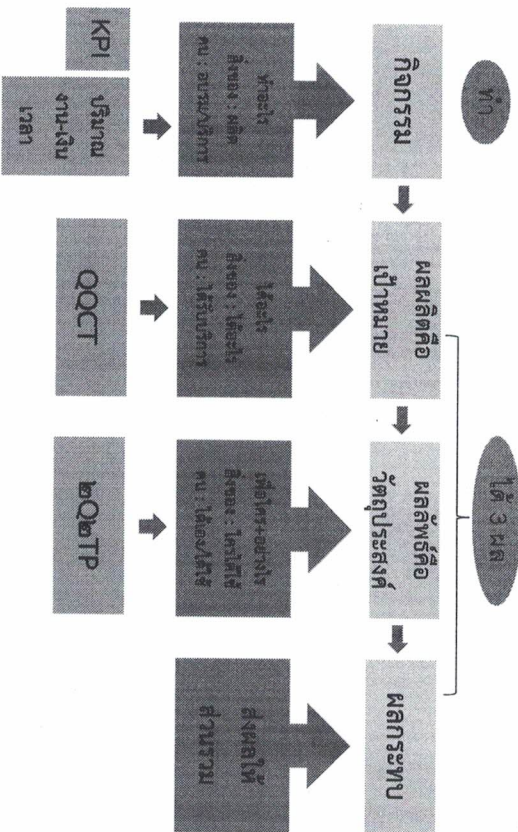 ทำ
ได้ 3 ผล
กิจกรรม
ผลผลิตคือ
เป้าหมาย
ผลลัพธ์คือ
วัตถุประสงค์
ผลกระทบ
ทำอะไร
สิ่งของ : ผลิต
คน : อบรม/บริการ
ได้อะไร
สิ่งของ : ได้อะไร
คน : ได้รับบริการ
เพื่อใคร-อย่างไร
สิ่งของ : ใครได้ใช้
ส่งผลให้
ส่วนรวม
KPI
ปริมาณ
งาน-เงิน
เวลา
QQCT
๒Q๒TP